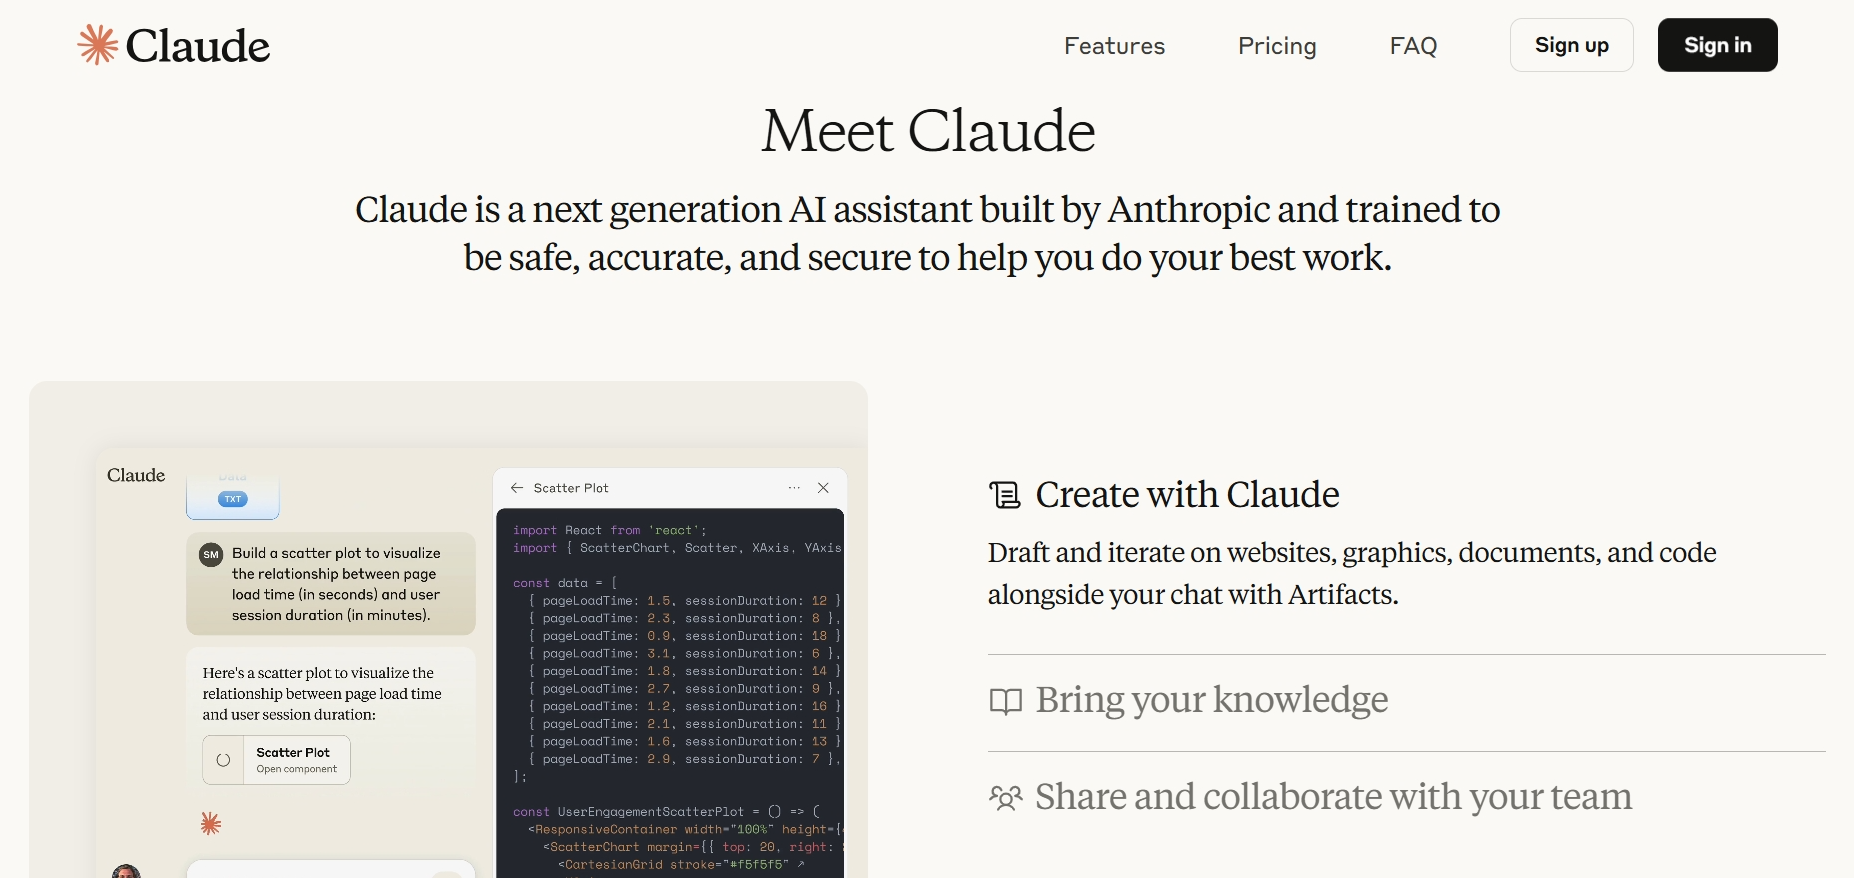 Claude
Features
Pricing
FAQ
Sign up
Sign in
Meet Claude
Claude is a next generation AI assistant built by Anthropic and trained to
be safe, accurate, and secure to help you do your best work.
Claude
Data
TXT
SM
Build a scatter plot to visualize
the relationship between page
load time (in seconds) and user
session duration (in minutes).
Here's a scatter plot to visualize the
relationship between page load time
and user session duration:
Scatter Plot
Open component
Scatter Plot
import React from 'react';
import { ScatterChart, Scatter, XAxis, YAxis
const data = [
{ pageLoadTime: 1.5, sessionDuration: 12 }
{ pageLoadTime: 2.3, sessionDuration: 8 },
{ pageLoadTime: 0.9, sessionDuration: 18 }
{ pageLoadTime: 3.1, sessionDuration: 6 },
{ pageLoadTime: 1.8, sessionDuration: 14 }
{ pageLoadTime: 2.7, sessionDuration: 9 },
{ pageLoadTime: 1.2, sessionDuration: 16 }
{ pageLoadTime: 2.1, sessionDuration: 11 }
{ pageLoadTime: 1.6, sessionDuration: 13 }
{ pageLoadTime: 2.9, sessionDuration: 7 },
];
const UserEngagementScatterPlot = () => (
<ResponsiveContainer width="100%" height={
<ScatterChart margin={{ top: 20, right:
<CartesianGrid stroke="#f5f5f5" ↗
Create with Claude
Draft and iterate on websites, graphics, documents, and code
alongside your chat with Artifacts.
Bring your knowledge
Share and collaborate with your team